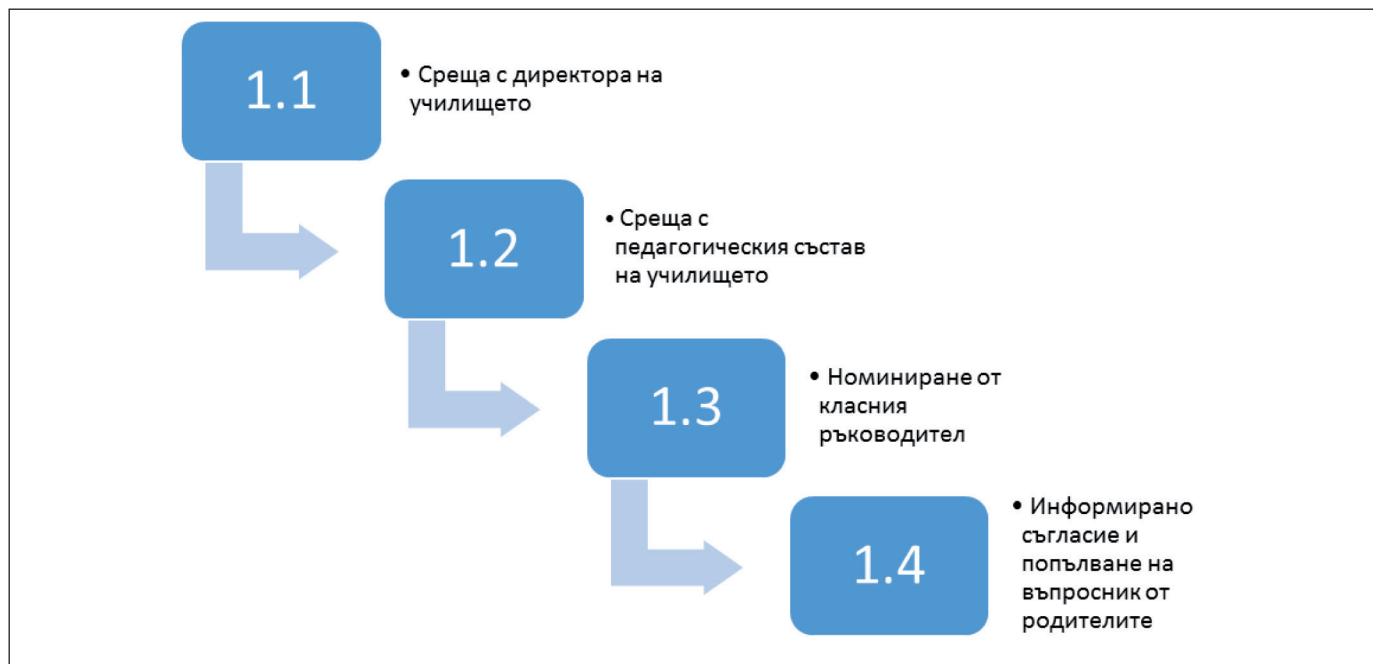 1.1
• Среща с директора на
училището
1.2
• Среща с
педагогическия състав
на училището
1.3
• Номиниране от
класния
ръководител
1.4
• Информирано
съгласие и
попълване на
въпросник от
родителите